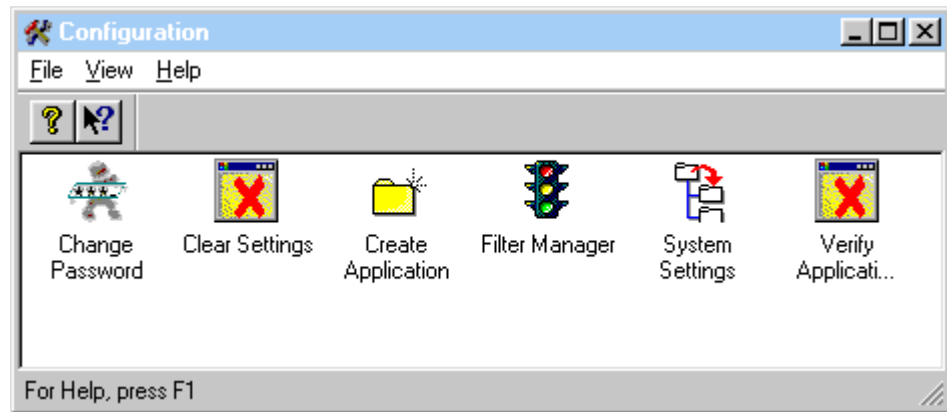 Configuration
File View Help
Change Password
Clear Settings
Create Application
Filter Manager
System Settings
Verify Applicati...
For Help, press F1